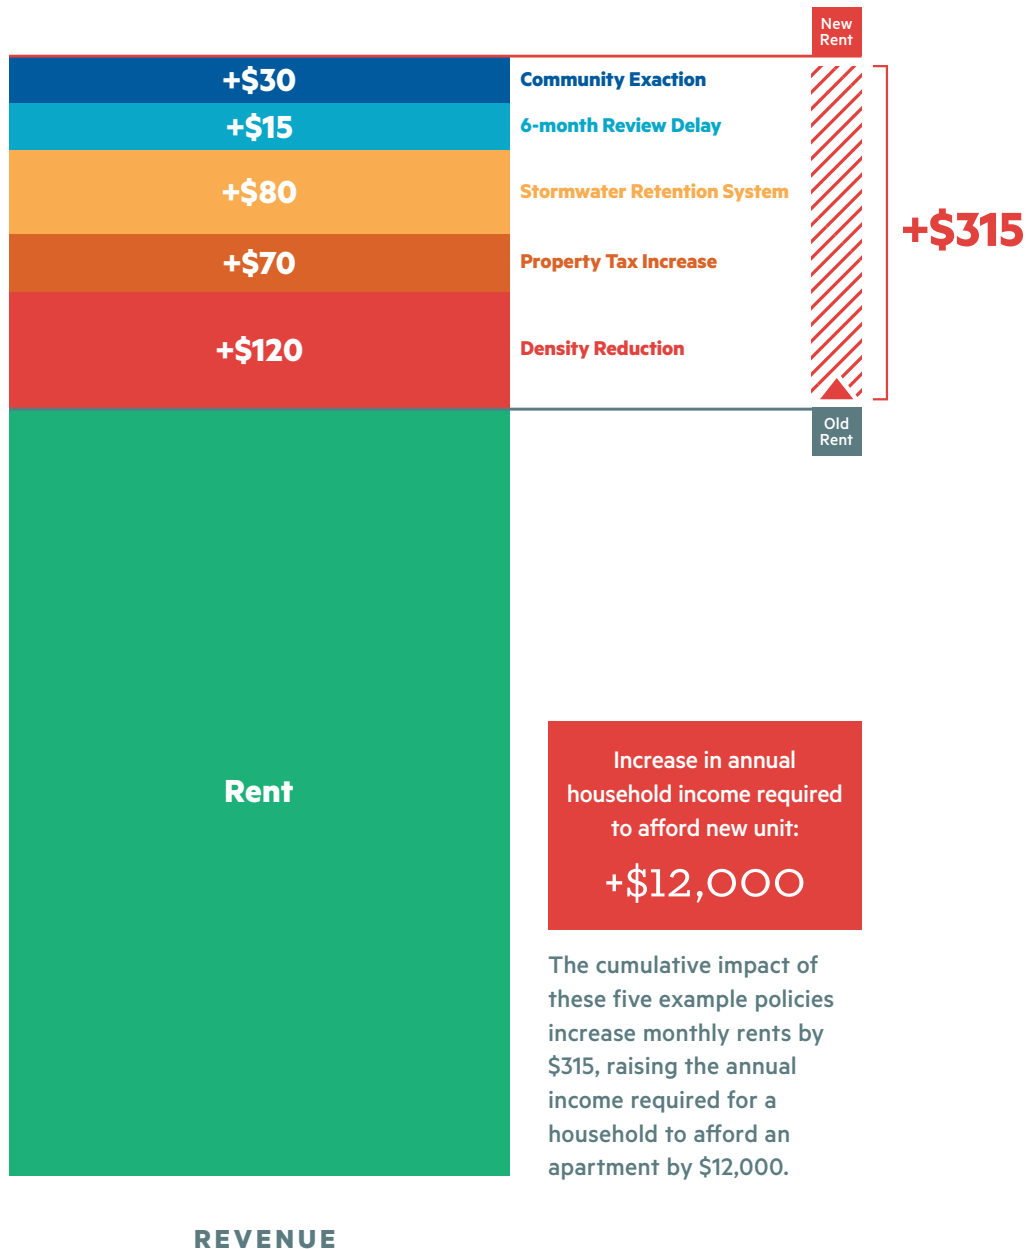 New
Rent
+$30
Community Exaction
+$15
6-month Review Delay
+$80
Stormwater Retention System
+$315
+$70
Property Tax Increase
+$120
Density Reduction
Old
Rent
Rent
Increase in annual
household income required
to afford new unit:
+$12,000
The cumulative impact of
these five example policies
increase monthly rents by
$315, raising the annual
income required for a
household to afford an
apartment by $12,000.
REVENUE